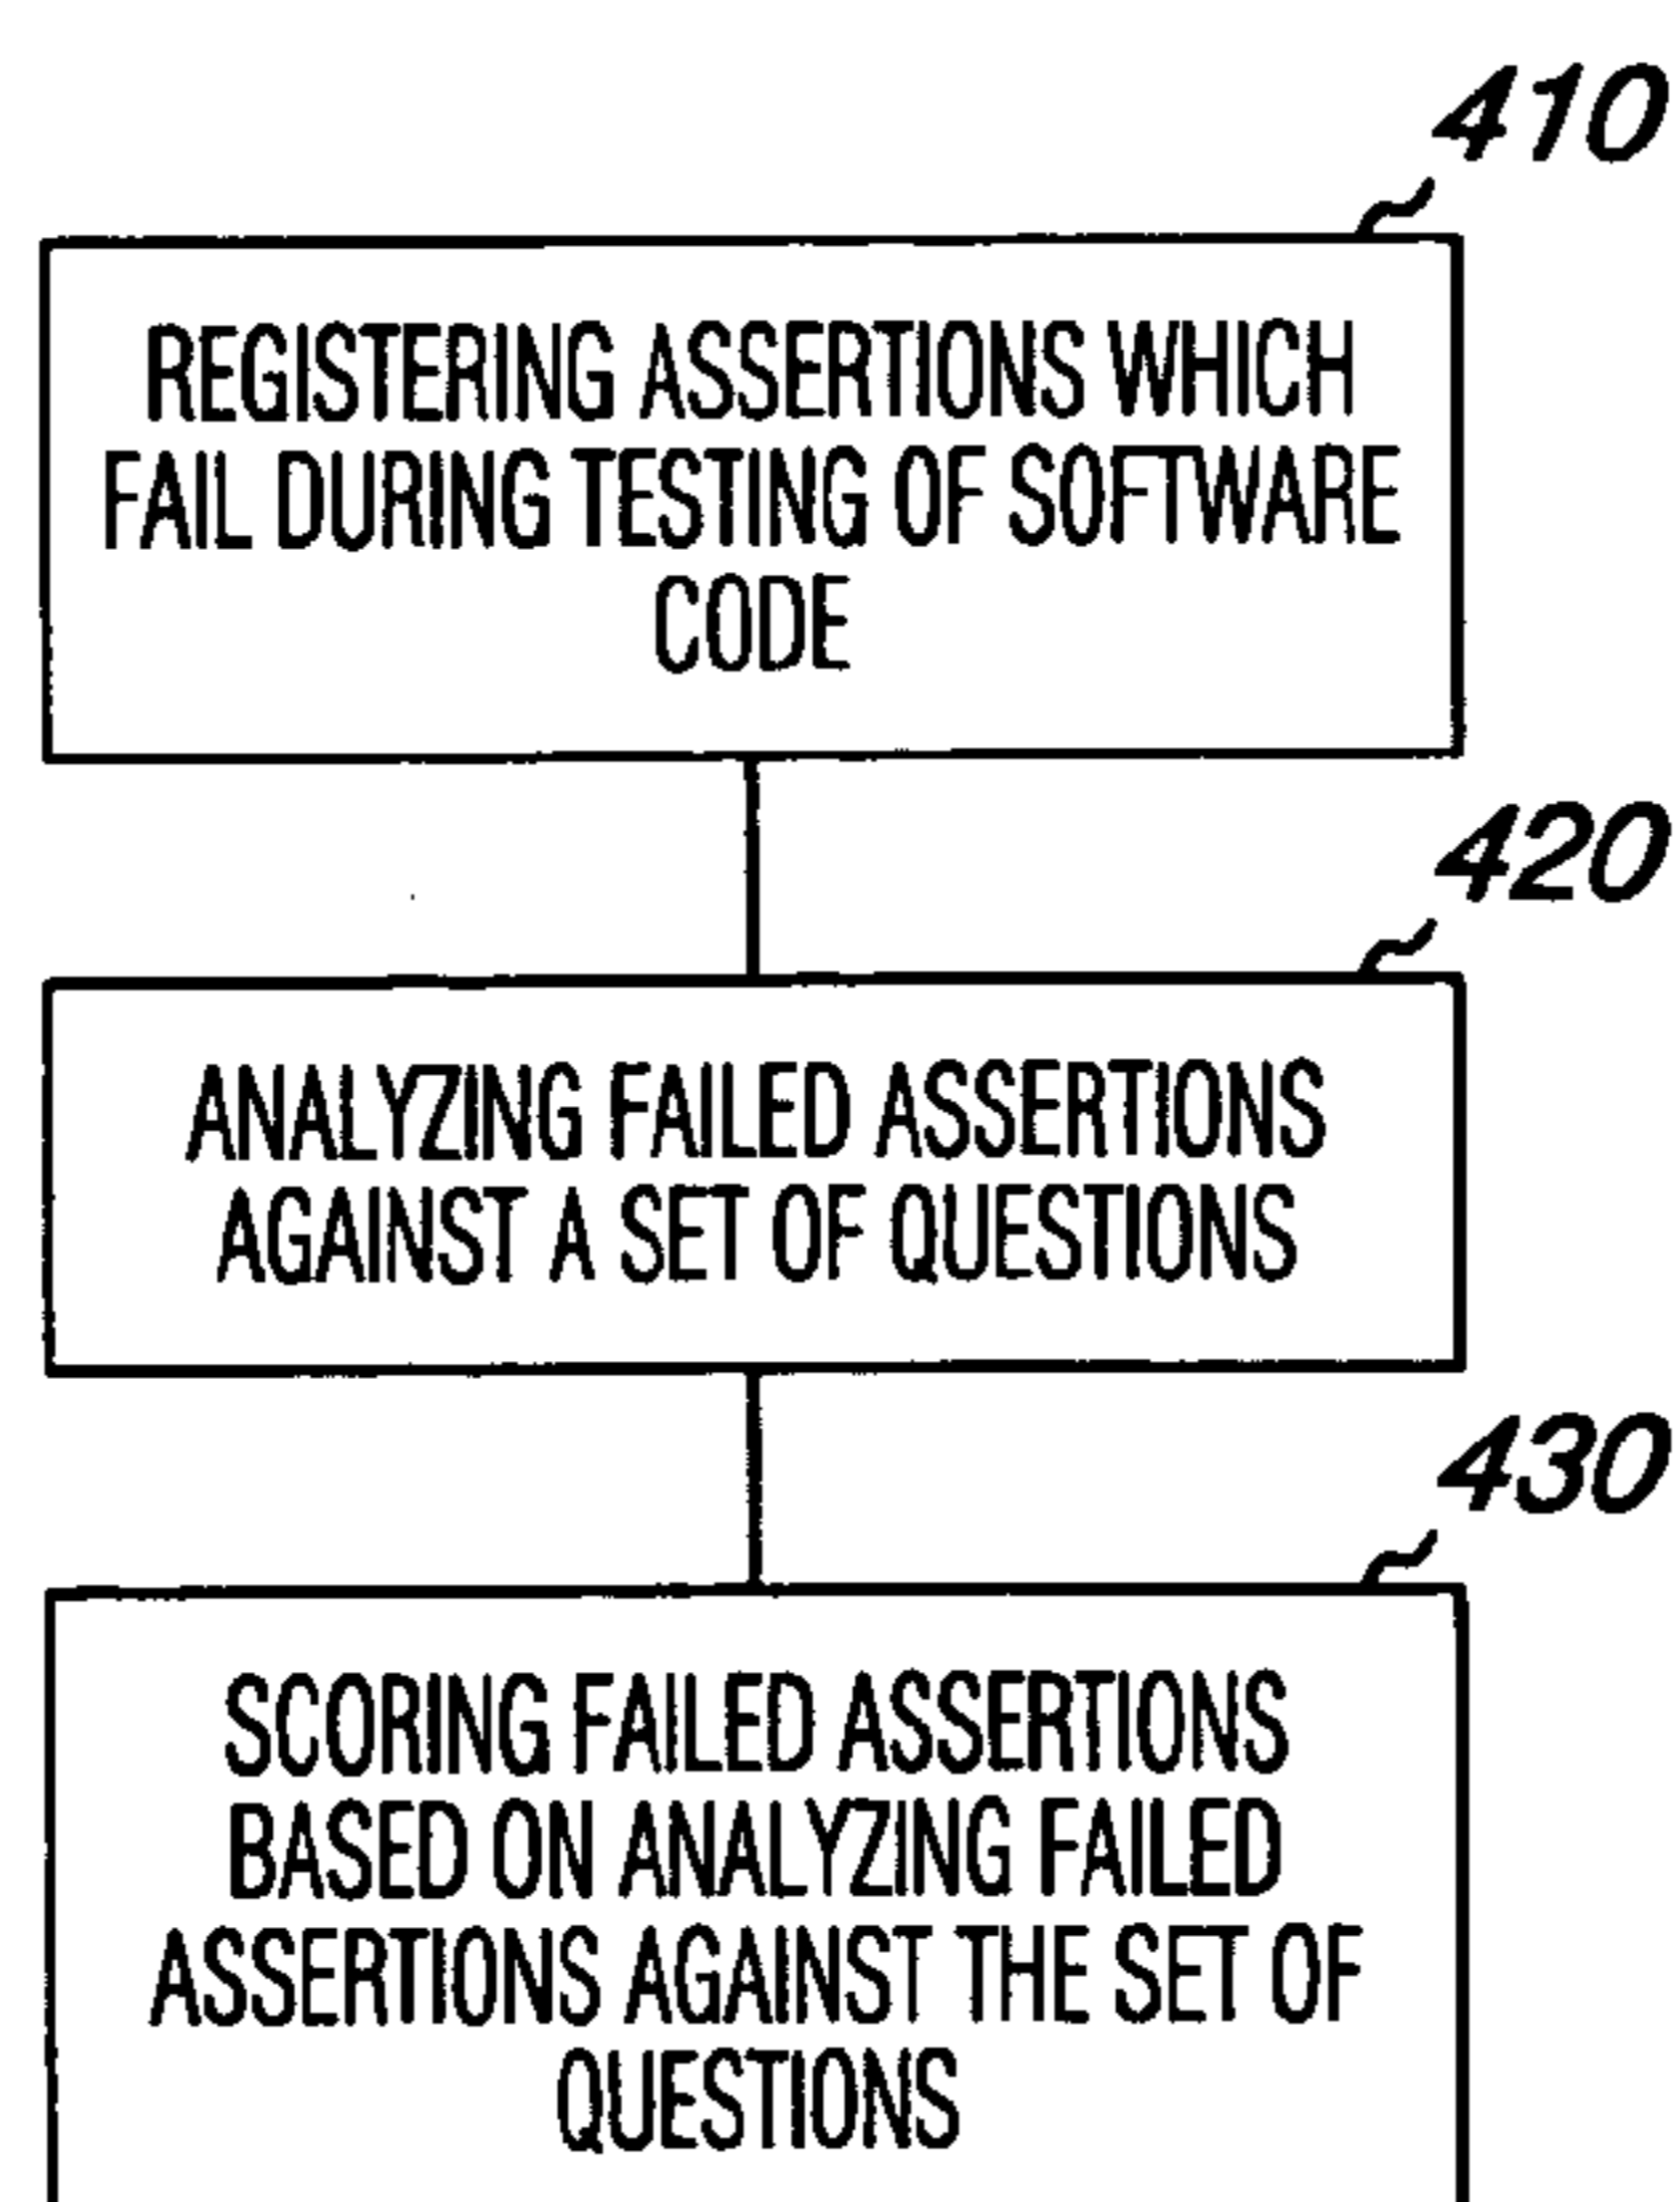 410
REGISTERING ASSERTIONS WHICH
FAIL DURING TESTING OF SOFTWARE
CODE
420
ANALYZING FAILED ASSERTIONS
AGAINST A SET OF QUESTIONS
430
SCORING FAILED ASSERTIONS
BASED ON ANALYZING FAILED
ASSERTIONS AGAINST THE SET OF
QUESTIONS